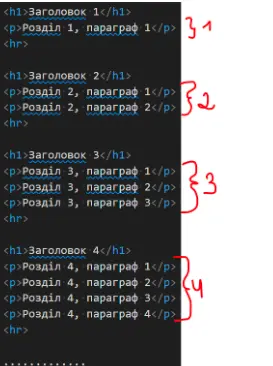 <h1>Заголовок 1</h1>
<p>Розділ 1, параграф 1</p> } 1
<hr>
<h1>Заголовок 2</h1>
<p>Розділ 2, параграф 1</p>
<p>Розділ 2, параграф 2</p> } 2
<hr>
<h1>Заголовок 3</h1>
<p>Розділ 3, параграф 1</p>
<p>Розділ 3, параграф 2</p> } 3
<p>Розділ 3, параграф 3</p>
<hr>
<h1>Заголовок 4</h1>
<p>Розділ 4, параграф 1</p>
<p>Розділ 4, параграф 2</p> } 4
<p>Розділ 4, параграф 3</p>
<p>Розділ 4, параграф 4</p>
<hr>
.............